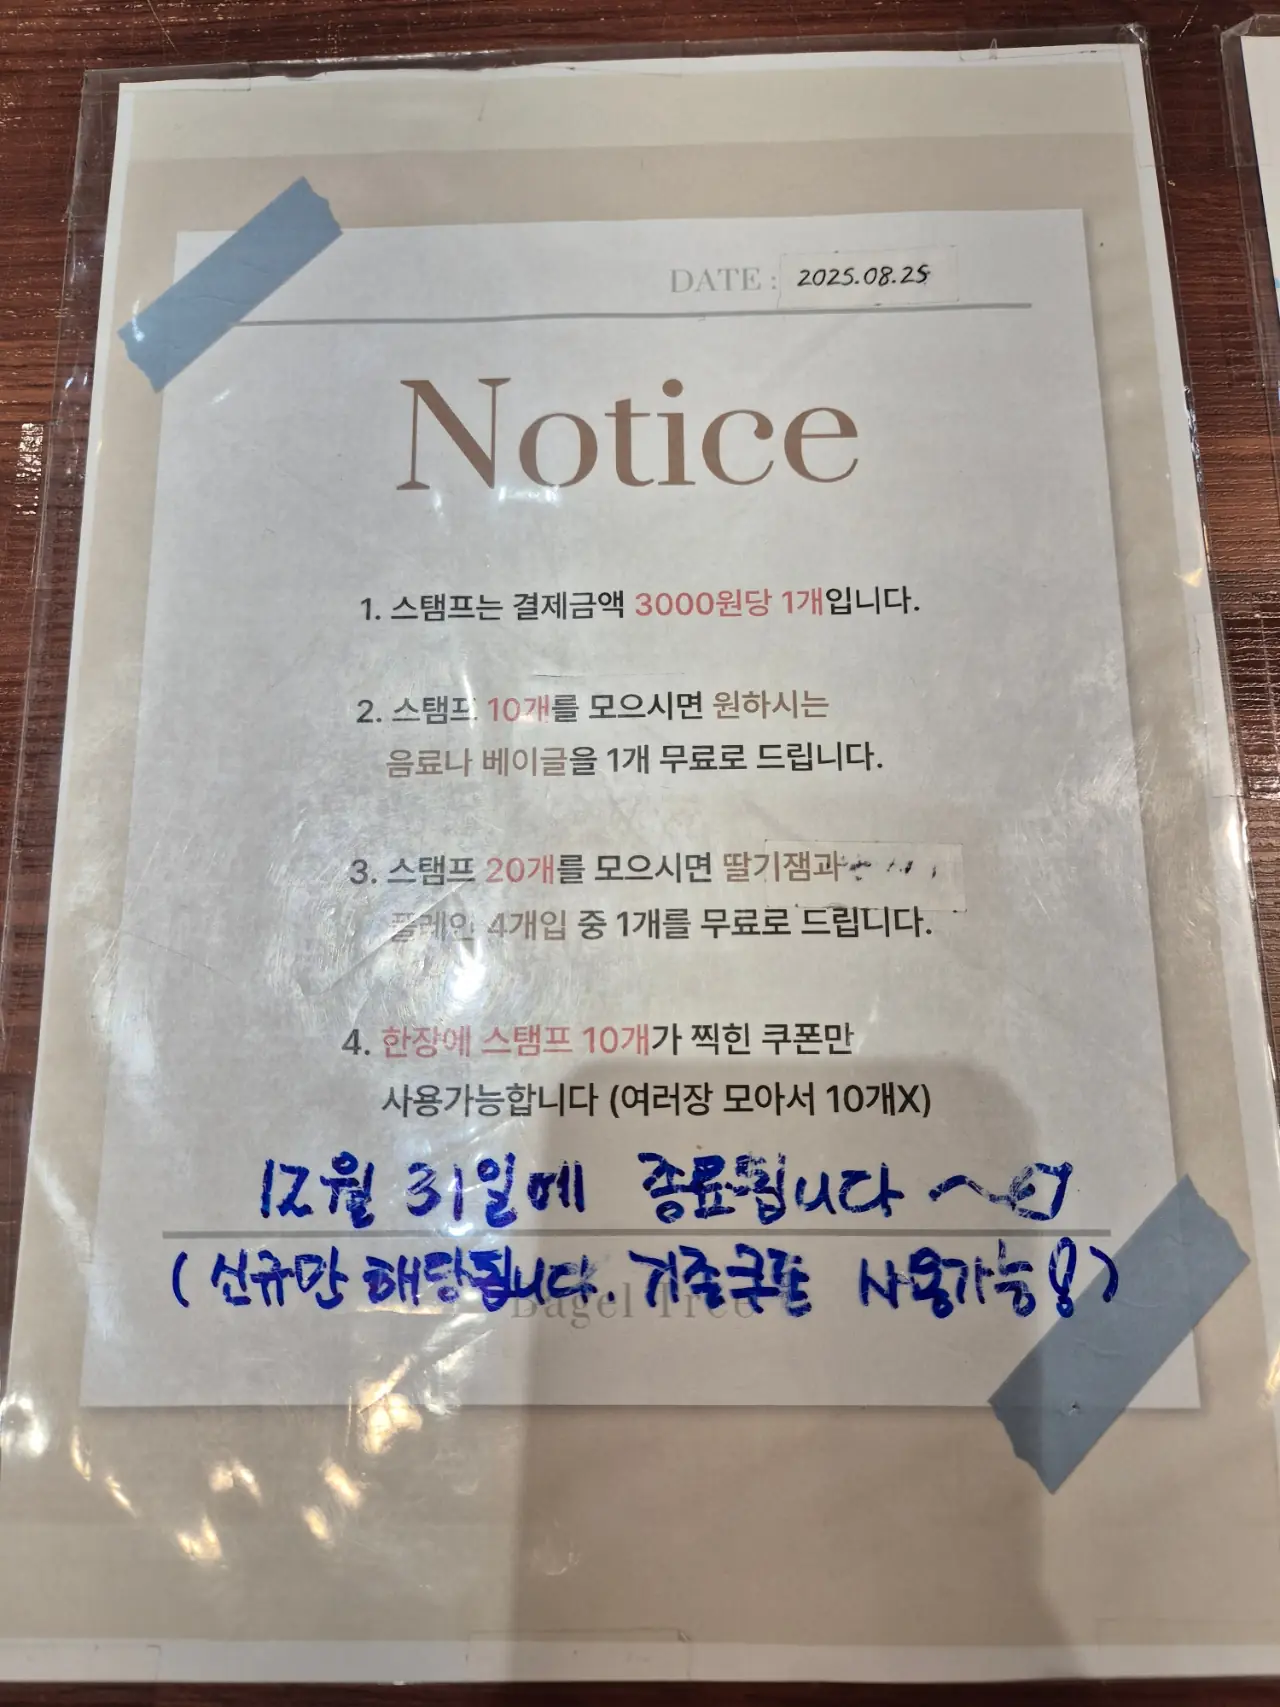 DATE : 2025.08.25
Notice
1. 스탬프는 결제금액 3000원당 1개입니다.
2. 스탬프 10개를 모으시면 원하시는
음료나 베이글을 1개 무료로 드립니다.
3. 스탬프 20개를 모으시면 딸기잼과
플레인 4개입 중 1개를 무료로 드립니다.
4. 한장에 스탬프 10개가 찍힌 쿠폰만
사용가능합니다 (여러장 모아서 10개X)
12월 31일에 종료됩니다~
(신규만 해당됩니다. 기존쿠폰 사용가능)
Bagel Tree